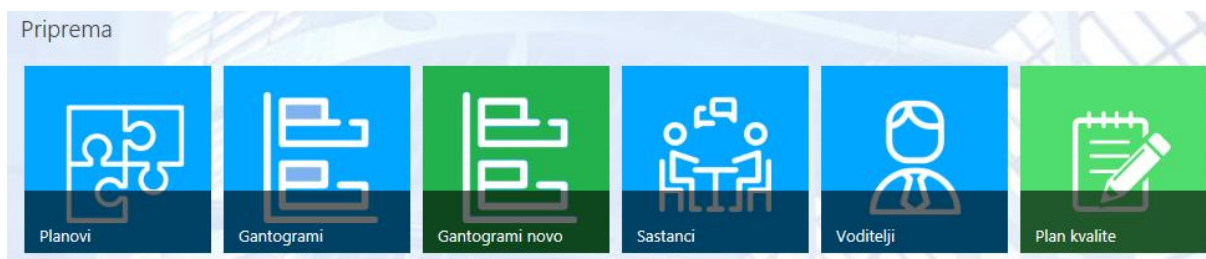 Priprema
Planovi
Gantogrami
Gantogrami novo
Sastanci
Voditelji
Plan kvalite